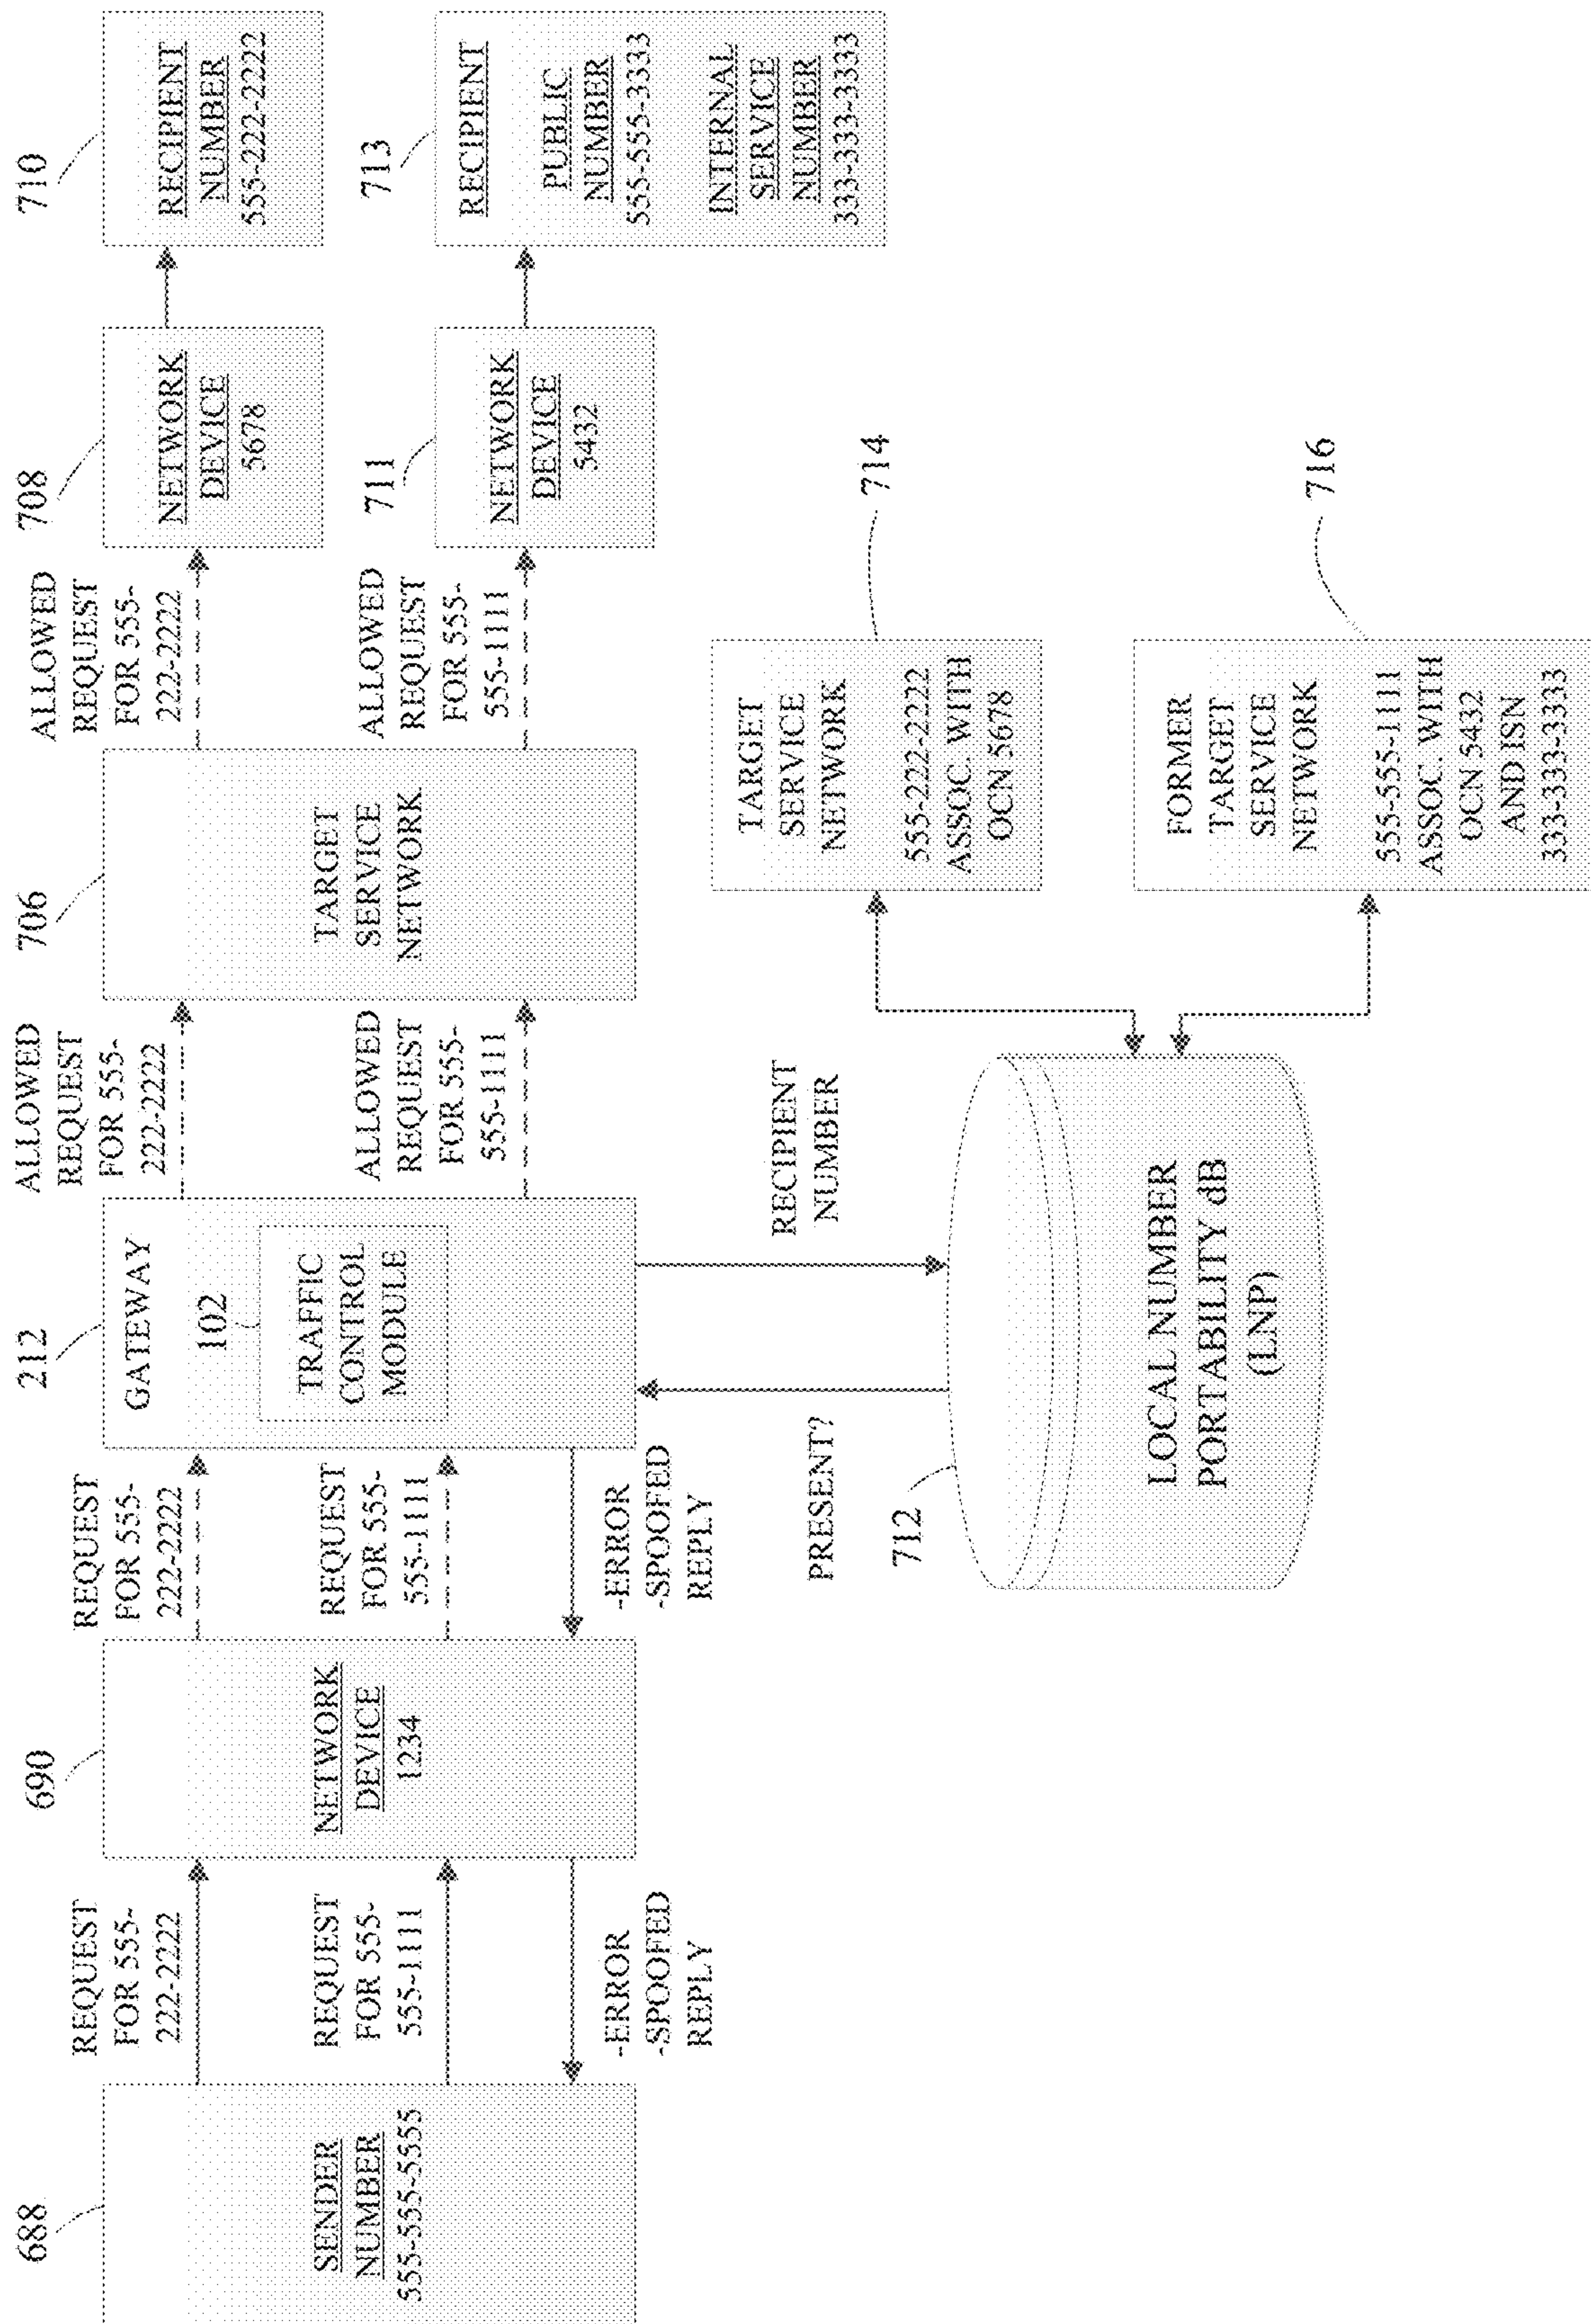 688
SENDER
NUMBER
555-555-5555
REQUEST
FOR 555-
222-2222
REQUEST
FOR 555-
555-1111
-ERROR
-SPOOFED
REPLY
690
NETWORK
DEVICE
1234
REQUEST
FOR 555-
222-2222
REQUEST
FOR 555-
555-1111
-ERROR
-SPOOFED
REPLY
212
GATEWAY
102
TRAFFIC
CONTROL
MODULE
ALLOWED
REQUEST
FOR 555-
222-2222
ALLOWED
REQUEST
FOR 555-
555-1111
706
TARGET
SERVICE
NETWORK
ALLOWED
REQUEST
FOR 555-
222-2222
ALLOWED
REQUEST
FOR 555-
555-1111
708
NETWORK
DEVICE
5678
711
NETWORK
DEVICE
5432
710
RECIPIENT
NUMBER
555-222-2222
713
RECIPIENT
PUBLIC
NUMBER
555-555-3333
INTERNAL
SERVICE
NUMBER
333-333-3333
PRESENT?
RECIPIENT
NUMBER
712
LOCAL NUMBER
PORTABILITY dB
(LNP)
714
TARGET
SERVICE
NETWORK
555-222-2222
ASSOC. WITH
OCN 5678
716
FORMER
TARGET
SERVICE
NETWORK
555-555-1111
ASSOC. WITH
OCN 5432
AND ISN
333-333-3333